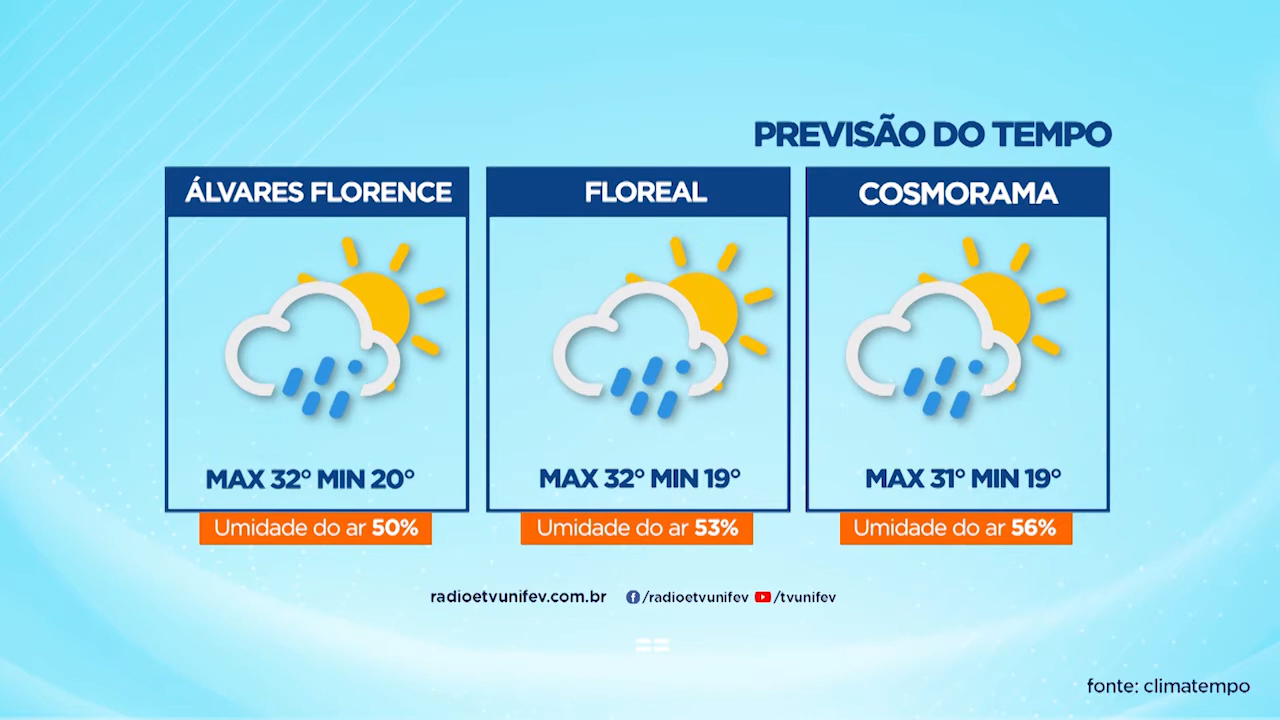 PREVISÃO DO TEMPO
ÁLVARES FLORENCE
MAX 32° MIN 20°
Umidade do ar 50%
FLOREAL
MAX 32° MIN 19°
Umidade do ar 53%
COSMORAMA
MAX 31° MIN 19°
Umidade do ar 56%
radioetvunifev.com.br /radioetvunifev /tvunifev
fonte: climatempo